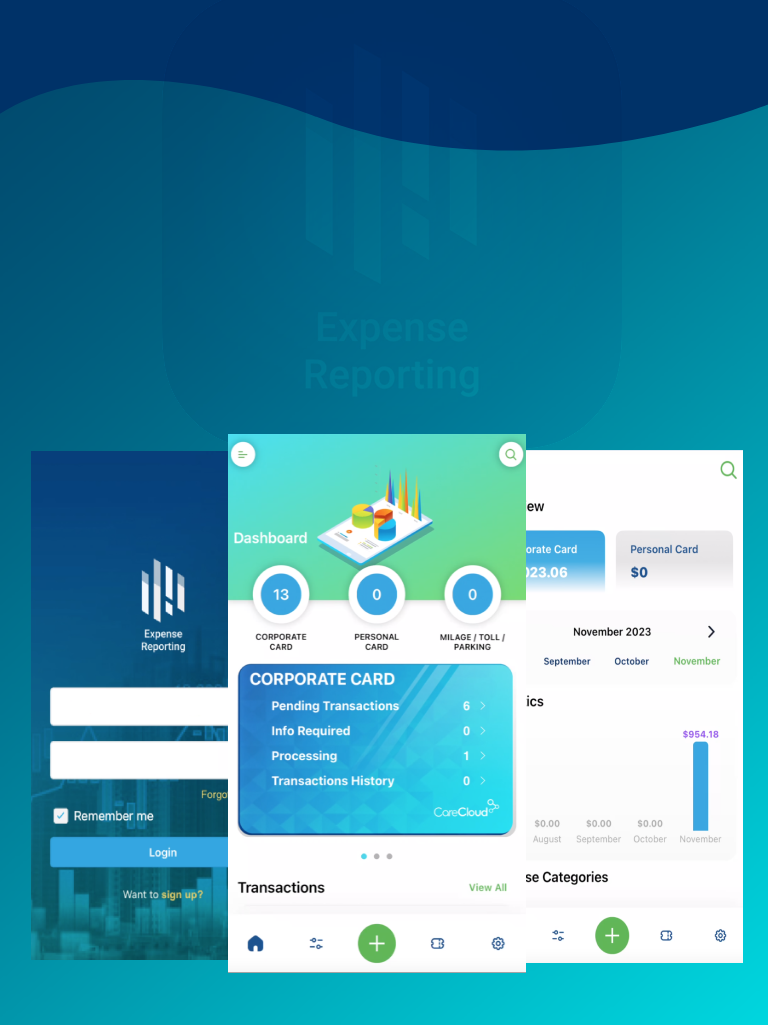 Expense
Reporting
Expense
Reporting
Remember me
Login
Want to sign up?
Dashboard
13
0
0
CORPORATE
CARD
PERSONAL
CARD
MILAGE / TOLL /
PARKING
CORPORATE CARD
Pending Transactions 6
Info Required 0
Processing 1
Transactions History 0
CareCloud
Transactions
View All
ew
orate Card
023.06
Personal Card
$0
November 2023
September October November
ics
$954.18
$0.00 $0.00 $0.00
August September October November
se Categories